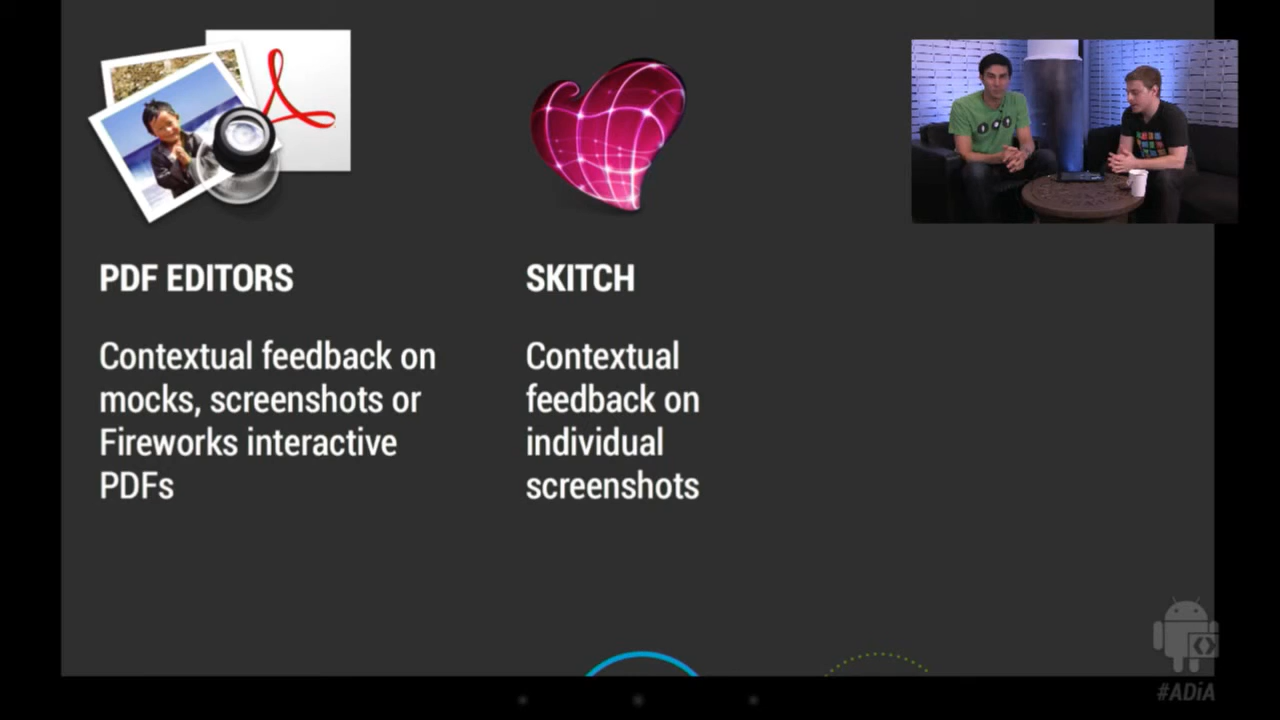 PDF EDITORS
Contextual feedback on
mocks, screenshots or
Fireworks interactive
PDFs
SKITCH
Contextual
feedback on
individual
screenshots
#ADiA